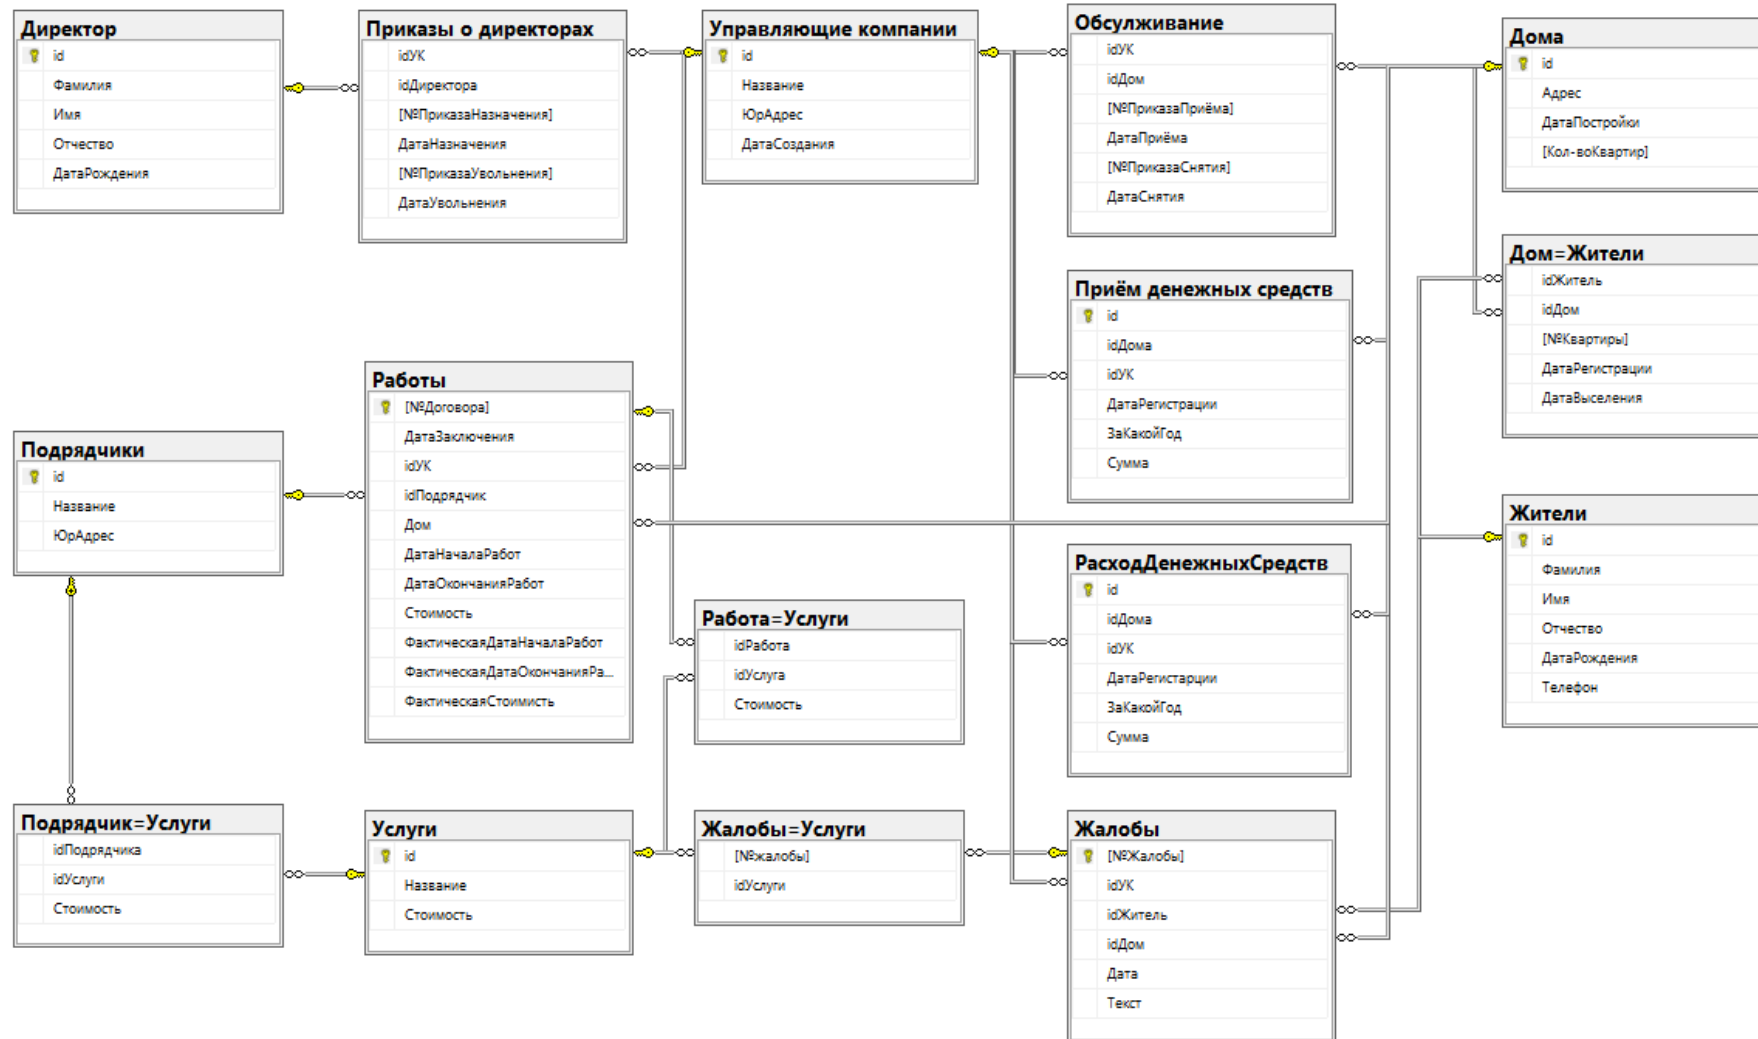 Директор
id
Фамилия
Имя
Отчество
ДатаРождения
Приказы о директорах
idУК
idДиректора
[№ПриказаНазначения]
ДатаНазначения
[№ПриказаУвольнения]
ДатаУвольнения
Управляющие компании
id
Название
ЮрАдрес
ДатаСоздания
Обсулживание
idУК
idДом
[№ПриказаПриёма]
ДатаПриёма
[№ПриказаСнятия]
ДатаСнятия
Дома
id
Адрес
ДатаПостройки
[Кол-воКвартир]
Дом=Жители
idЖитель
idДом
[№Квартиры]
ДатаРегистрации
ДатаВыселения
Приём денежных средств
id
idДома
idУК
ДатаРегистрации
ЗаКакойГод
Сумма
Работы
[№Договора]
ДатаЗаключения
idУК
idПодрядчик
Дом
ДатаНачалаРабот
ДатаОкончанияРабот
Стоимость
ФактическаяДатаНачалаРабот
ФактическаяДатаОкончанияРа...
ФактическаяСтоимисть
Подрядчики
id
Название
ЮрАдрес
Жители
id
Фамилия
Имя
Отчество
ДатаРождения
Телефон
РасходДенежныхСредств
id
idДома
idУК
ДатаРегистарции
ЗаКакойГод
Сумма
Работа=Услуги
idРабота
idУслуга
Стоимость
Подрядчик=Услуги
idПодрядчика
idУслуги
Стоимость
Услуги
id
Название
Стоимость
Жалобы=Услуги
[№жалобы]
idУслуги
Жалобы
[№Жалобы]
idУК
idЖитель
idДом
Дата
Текст